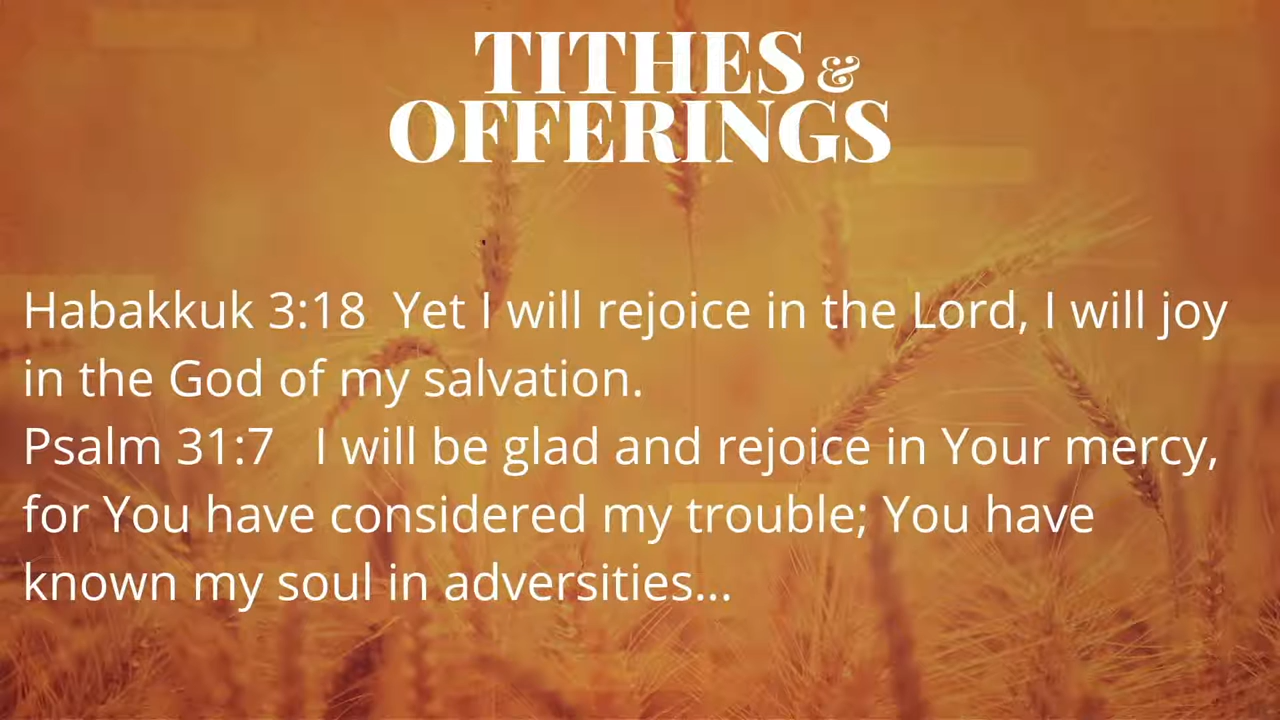 TITHES &
OFFERINGS
Habakkuk 3:18  Yet I will rejoice in the Lord, I will joy
in the God of my salvation.
Psalm 31:7   I will be glad and rejoice in Your mercy,
for You have considered my trouble; You have
known my soul in adversities...